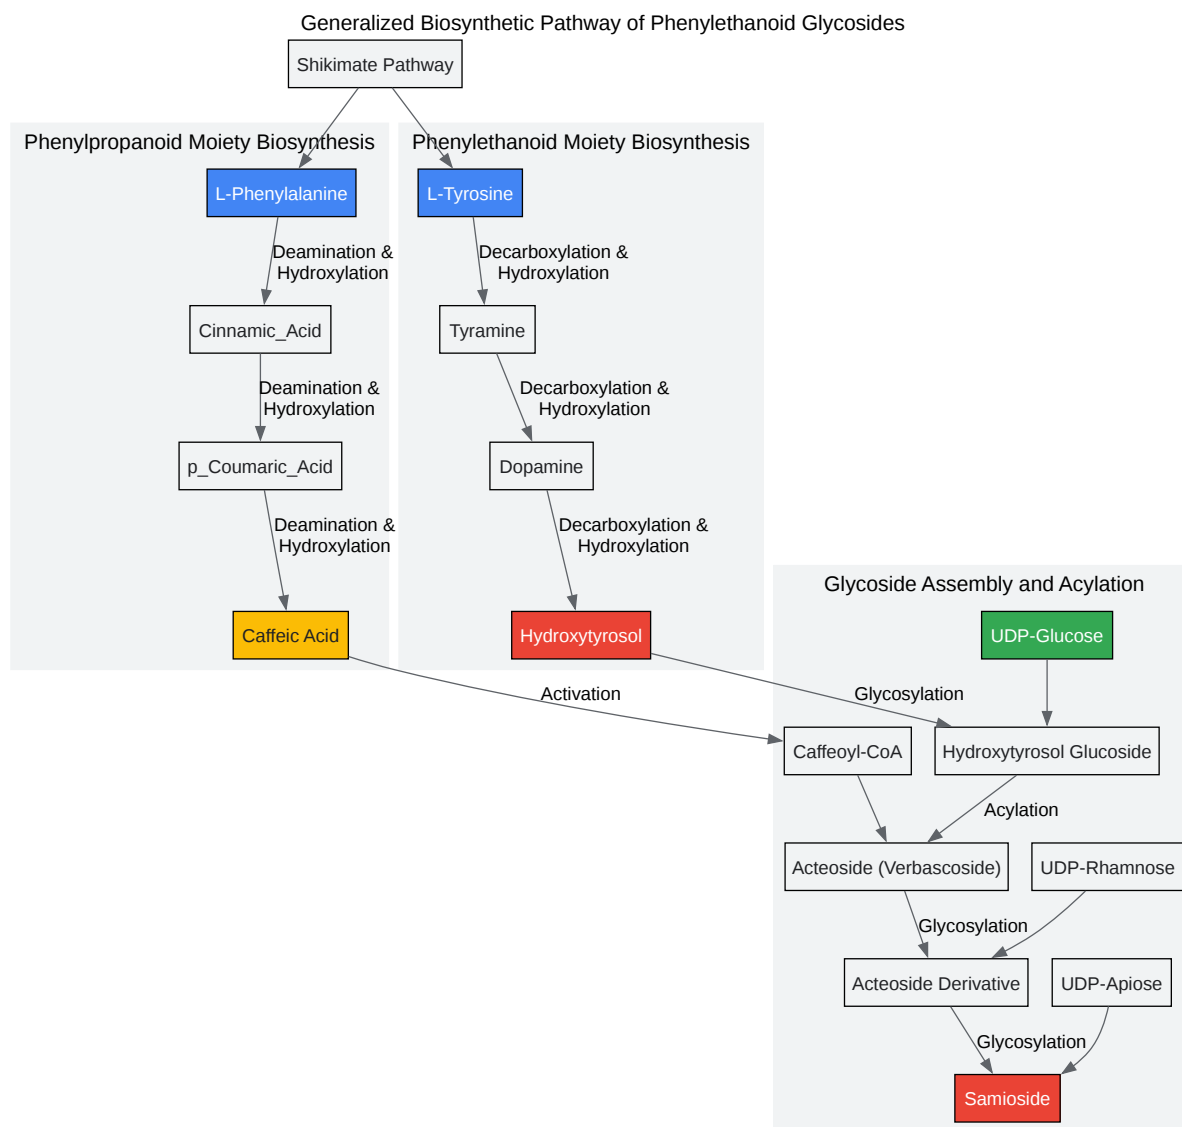 Generalized Biosynthetic Pathway of Phenylethanoid Glycosides
Shikimate Pathway
Phenylpropanoid Moiety Biosynthesis
Phenylethanoid Moiety Biosynthesis
L-Phenylalanine
L-Tyrosine
Deamination &
Hydroxylation
Decarboxylation &
Hydroxylation
Cinnamic_Acid
Tyramine
Deamination &
Hydroxylation
Decarboxylation &
Hydroxylation
p_Coumaric_Acid
Dopamine
Deamination &
Hydroxylation
Decarboxylation &
Hydroxylation
Glycoside Assembly and Acylation
Caffeic Acid
Hydroxytyrosol
UDP-Glucose
Activation
Glycosylation
Caffeoyl-CoA
Hydroxytyrosol Glucoside
Acylation
Acteoside (Verbascoside)
UDP-Rhamnose
Glycosylation
Acteoside Derivative
UDP-Apiose
Glycosylation
Samioside